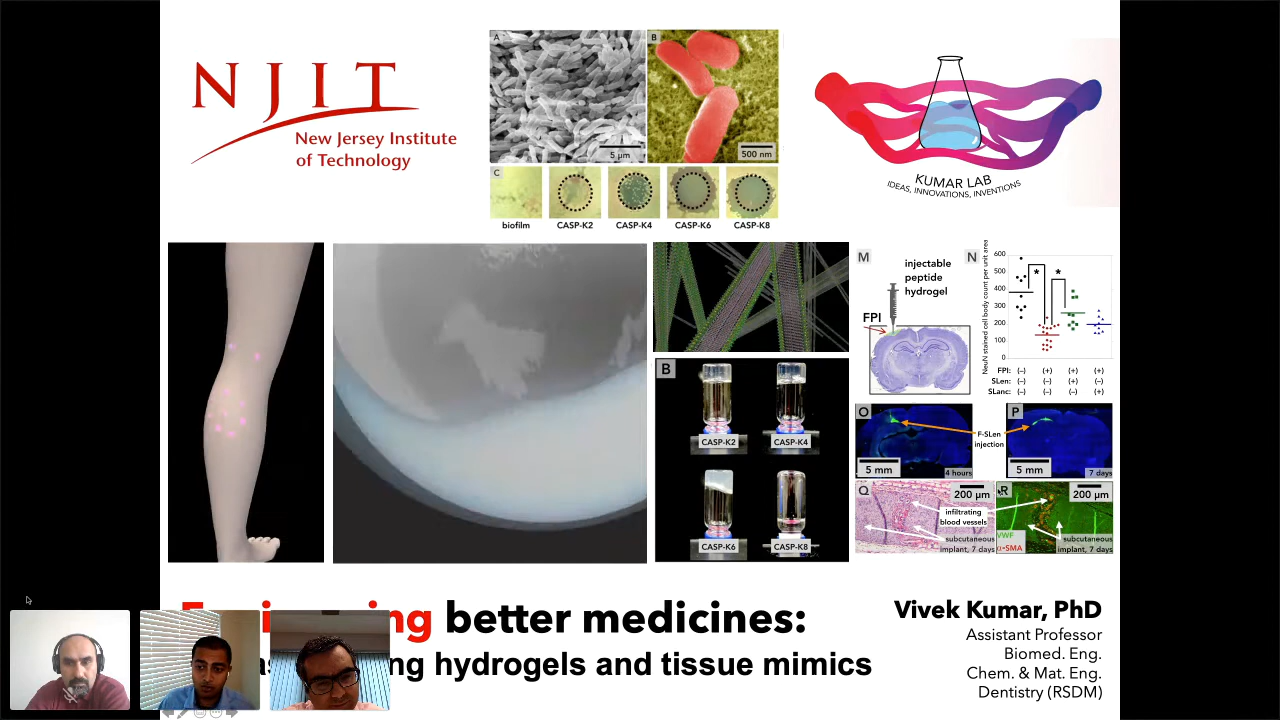 NJIT
New Jersey Institute
of Technology
A
B
5 µm
500 nm
C
biofilm
CASP-K2
CASP-K4
CASP-K6
CASP-K8
KUMAR LAB
IDEAS, INNOVATIONS, INVENTIONS
B
CASP-K2
CASP-K4
CASP-K6
CASP-K8
M
injectable
peptide
hydrogel
FPI
N
NeuN stained cell body count per unit area
600
500
400
300
200
100
0
* *
FPI: (-) (+) (+) (+)
SLen: (-) (-) (+) (-)
SLanc: (-) (-) (-) (+)
O
P
F-SLen
injection
5 mm
4 hours
5 mm
7 days
Q
200 µm
R
200 µm
infiltrating
blood vessels
subcutaneous
implant, 7 days
VWF
α-SMA
subcutaneous
implant, 7 days
better medicines:
hydrogels and tissue mimics
Vivek Kumar, PhD
Assistant Professor
Biomed. Eng.
Chem. & Mat. Eng.
Dentistry (RSDM)